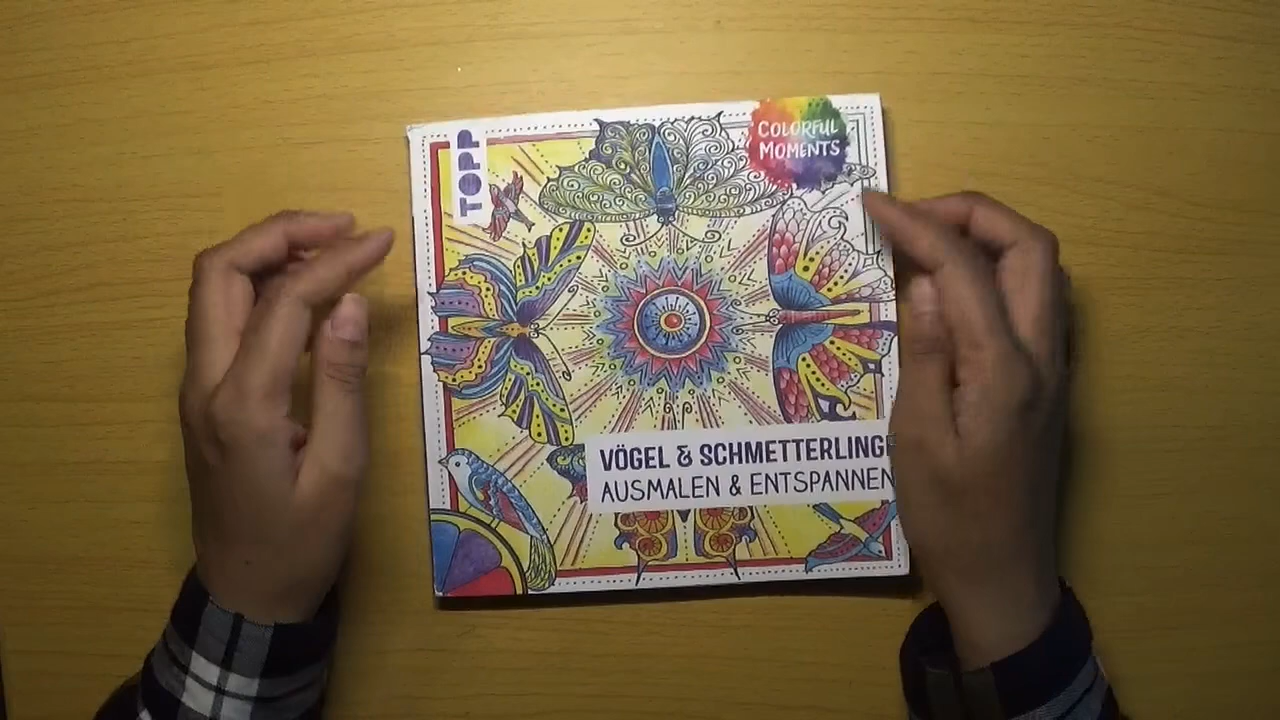 TOPP
COLORFUL
MOMENTS
VÖGEL & SCHMETTERLINGE
AUSMALEN & ENTSPANNEN